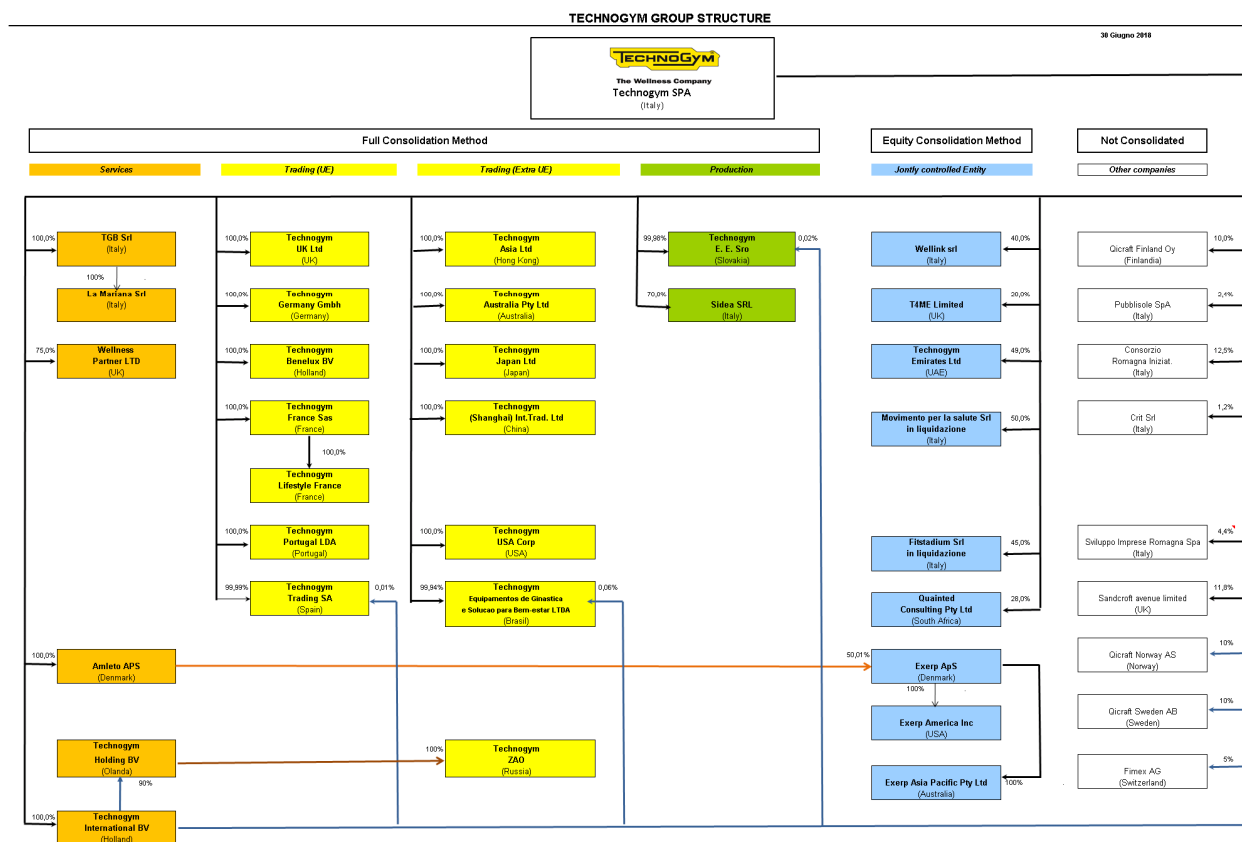 TECHNOGYM GROUP STRUCTURE
30 Giugno 2018
TECHNOGYM
The Wellness Company
Technogym SPA
(Italy)
Full Consolidation Method
Equity Consolidation Method
Not Consolidated
Services
Trading (UE)
Trading (Extra UE)
Production
Jontly controlled Entity
Other companies
100,0%
TGB Srl
(Italy)
100%
La Mariana Srl
(Italy)
75,0%
Wellness
Partner LTD
(UK)
100,0%
Amleto APS
(Denmark)
Technogym
Holding BV
(Olanda)
90%
100,0%
Technogym
International BV
(Holland)
100,0%
Technogym
UK Ltd
(UK)
100,0%
Technogym
Germany Gmbh
(Germany)
100,0%
Technogym
Benelux BV
(Holland)
100,0%
Technogym
France Sas
(France)
100,0%
Technogym
Lifestyle France
(France)
100,0%
Technogym
Portugal LDA
(Portugal)
99,99%
Technogym
Trading SA
(Spain)
0,01%
100,0%
Technogym
Asia Ltd
(Hong Kong)
100,0%
Technogym
Australia Pty Ltd
(Australia)
100,0%
Technogym
Japan Ltd
(Japan)
100,0%
Technogym
(Shanghai) Int.Trad. Ltd
(China)
100,0%
Technogym
USA Corp
(USA)
99,94%
Technogym
Equipamentos de Ginastica
e Solucao para Bem-estar LTDA
(Brasil)
0,06%
100%
Technogym
ZAO
(Russia)
99,98%
Technogym
E. E. Sro
(Slovakia)
0,02%
70,0%
Sidea SRL
(Italy)
Wellink srl
(Italy)
40,0%
T4ME Limited
(UK)
20,0%
Technogym
Emirates Ltd
(UAE)
49,0%
Movimento per la salute Srl
in liquidazione
(Italy)
50,0%
Fitstadium Srl
in liquidazione
(Italy)
45,0%
Quainted
Consulting Pty Ltd
(South Africa)
28,0%
50,01%
Exerp ApS
(Denmark)
100%
Exerp America Inc
(USA)
Exerp Asia Pacific Pty Ltd
(Australia)
100%
Qicraft Finland Oy
(Finlandia)
10,0%
Pubblisole SpA
(Italy)
2,4%
Consorzio
Romagna Iniziat.
(Italy)
12,5%
Crit Srl
(Italy)
1,2%
Sviluppo Imprese Romagna Spa
(Italy)
4,4%
Sandcroft avenue limited
(UK)
11,8%
Qicraft Norway AS
(Norway)
10%
Qicraft Sweden AB
(Sweden)
10%
Fimex AG
(Switzerland)
5%